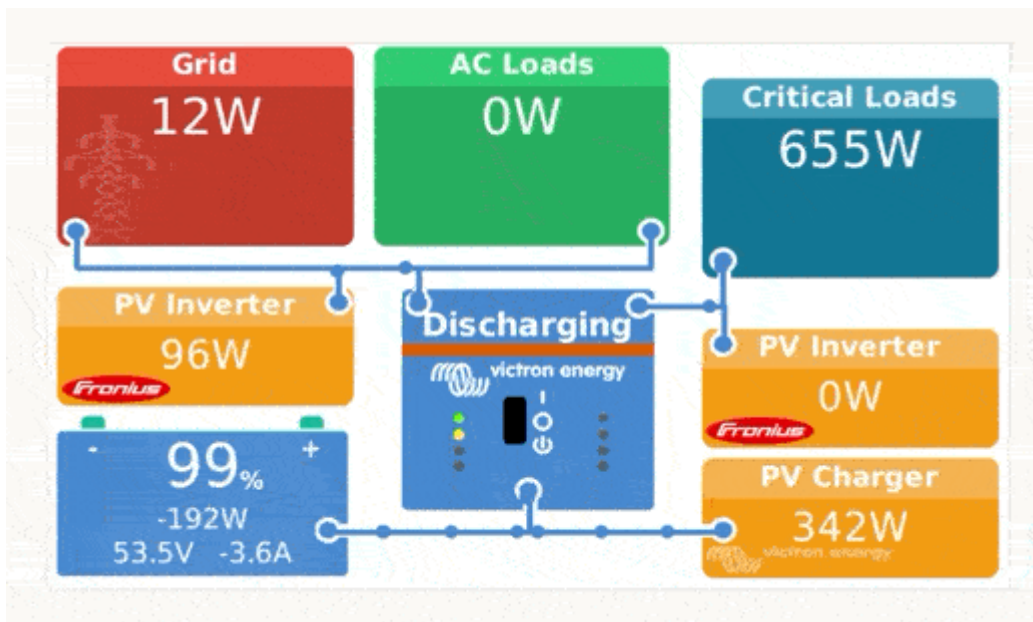 Grid
12W
AC Loads
0W
Critical Loads
655W
PV Inverter
96W
Fronius
Discharging
victron energy
PV Inverter
0W
Fronius
- +
99%
-192W
53.5V -3.6A
PV Charger
342W
victron energy